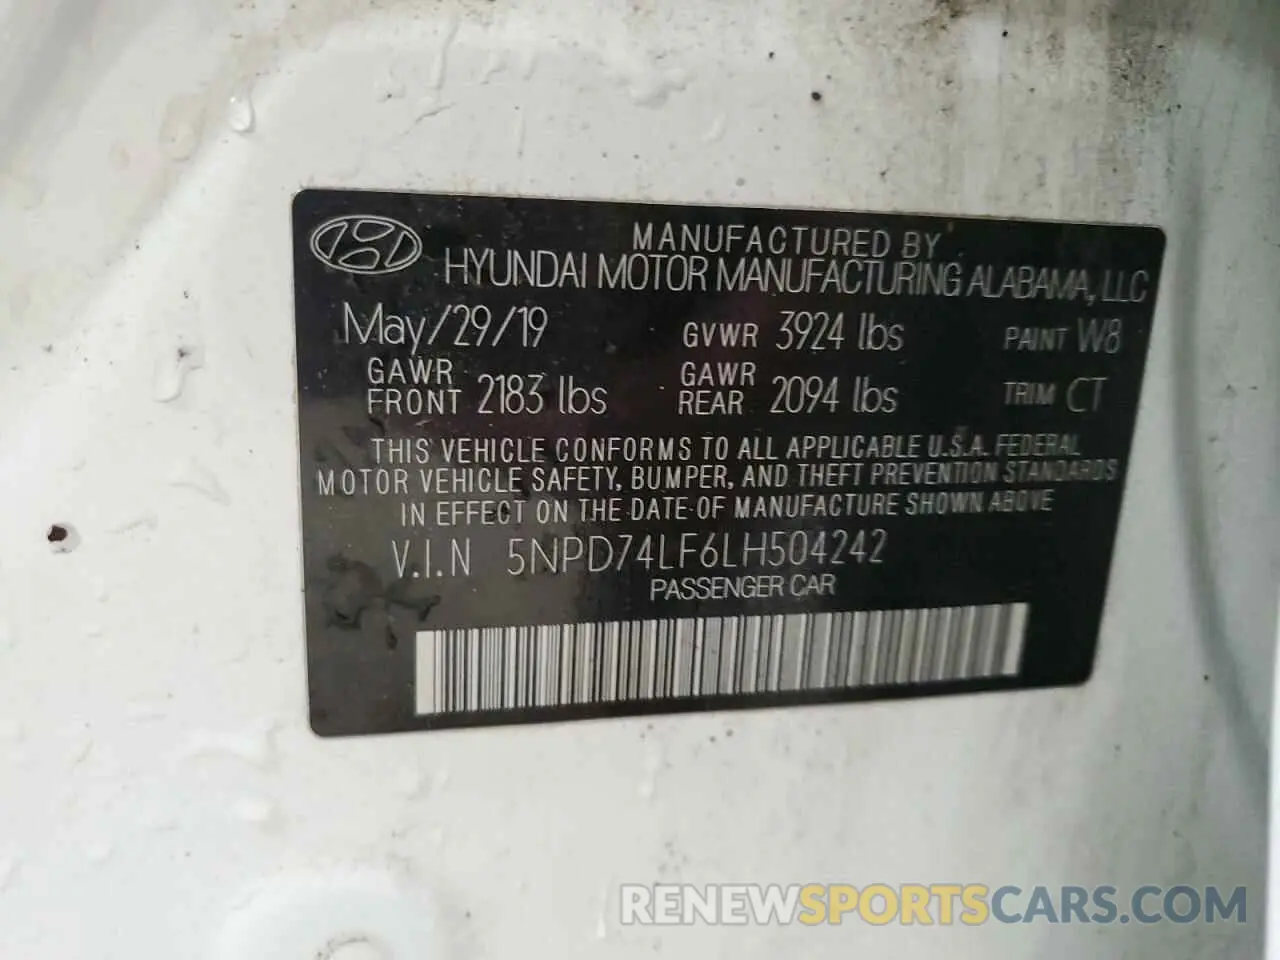 MANUFACTURED BY
HYUNDAI MOTOR MANUFACTURING ALABAMA, LLC
May/29/19 GVWR 3924 lbs PAINT W8
GAWR FRONT 2183 lbs GAWR REAR 2094 lbs TRIM CT
THIS VEHICLE CONFORMS TO ALL APPLICABLE U.S.A. FEDERAL
MOTOR VEHICLE SAFETY, BUMPER, AND THEFT PREVENTION STANDARDS
IN EFFECT ON THE DATE OF MANUFACTURE SHOWN ABOVE
V.I.N 5NPD74LF6LH504242
PASSENGER CAR
RENEWSPORTSCARS.COM